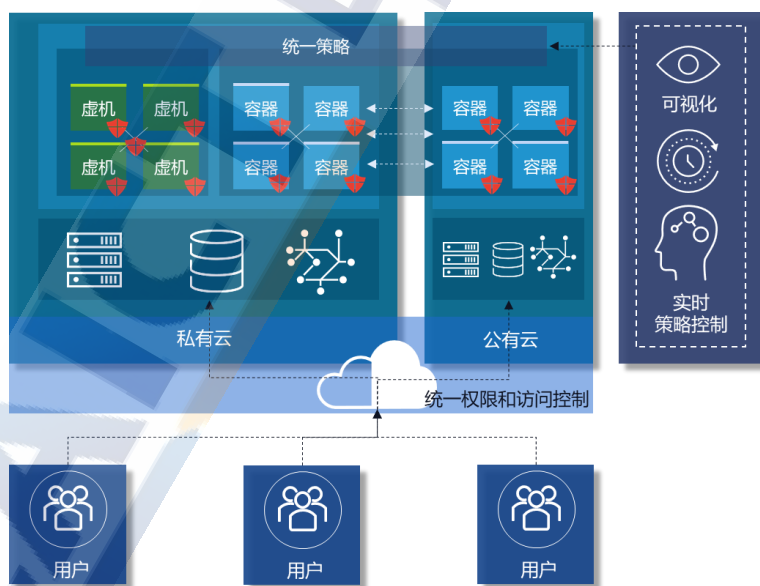 统一策略
虚机 虚机 容器 容器 容器 容器
虚机 虚机 容器 容器 容器 容器
可视化
实时
策略控制
私有云 公有云
统一权限和访问控制
用户 用户 用户